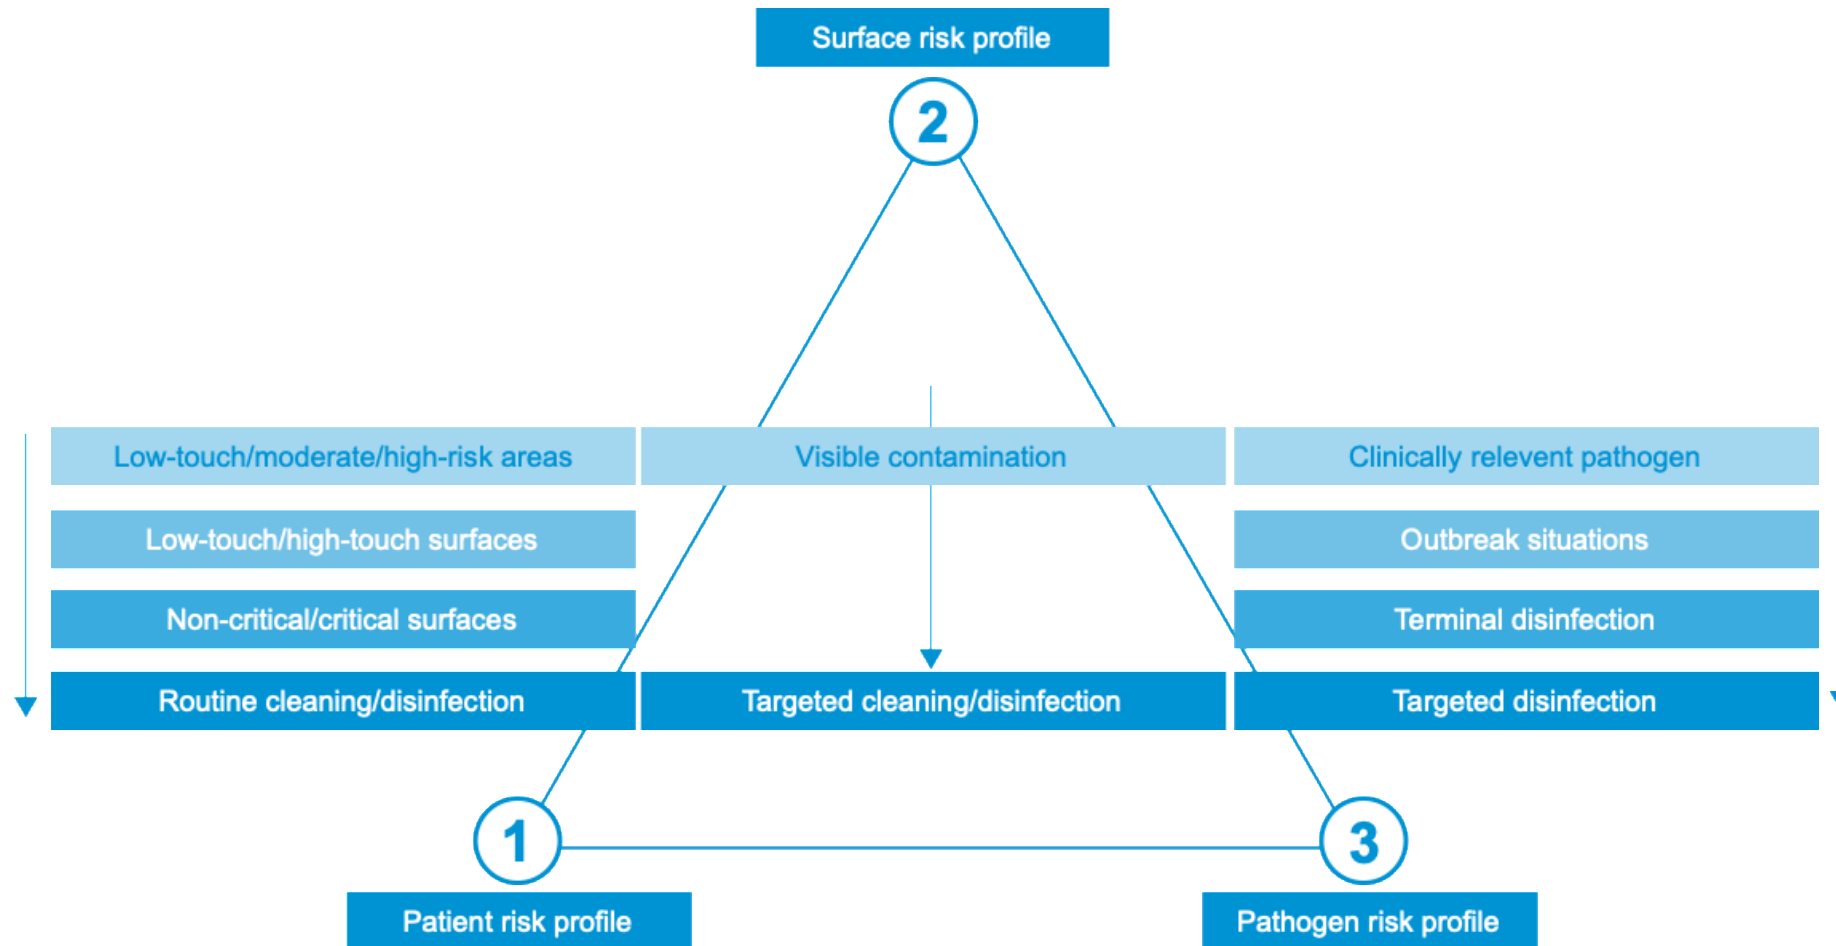 Surface risk profile
2
Low-touch/moderate/high-risk areas
Visible contamination
Clinically relevent pathogen
Low-touch/high-touch surfaces
Outbreak situations
Non-critical/critical surfaces
Terminal disinfection
Routine cleaning/disinfection
Targeted cleaning/disinfection
Targeted disinfection
1
3
Patient risk profile
Pathogen risk profile